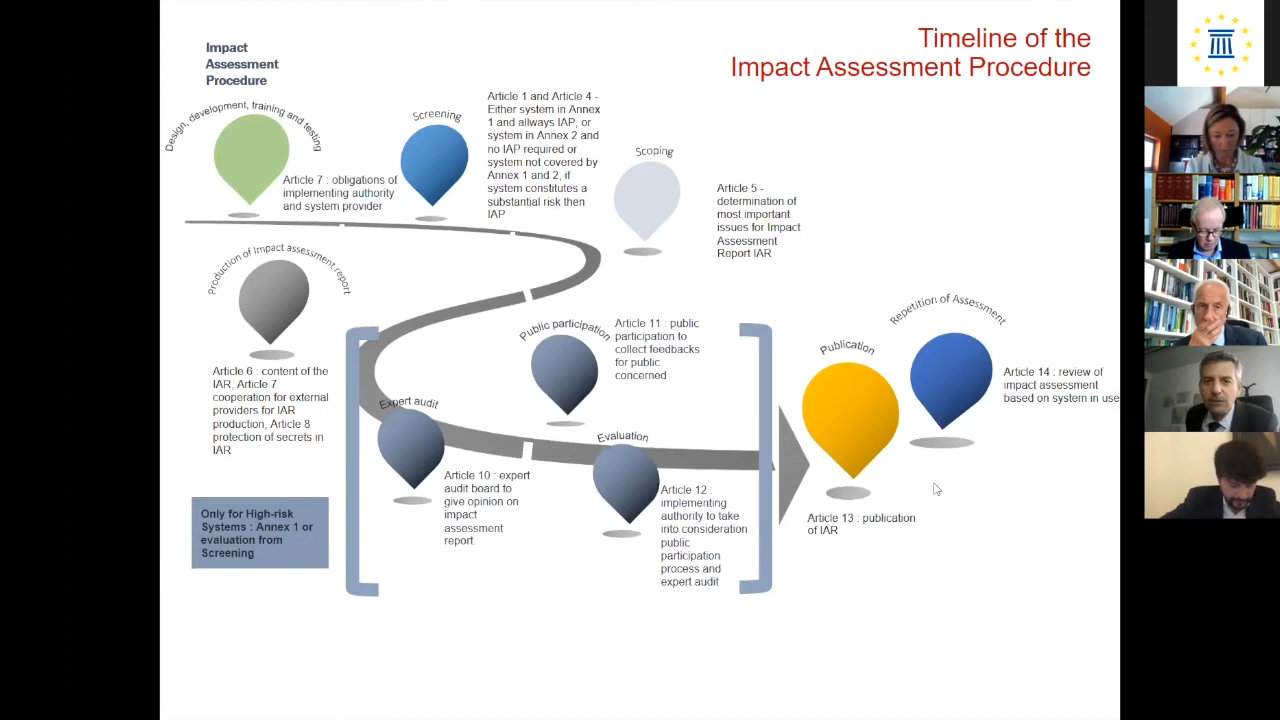 Impact
Assessment
Procedure
Timeline of the
Impact Assessment Procedure
Design, development, training and testing
Article 7 : obligations of
implementing authority
and system provider
Screening
Article 1 and Article 4 -
Either system in Annex
1 and allways IAP, or
system in Annex 2 and
no IAP required or
system not covered by
Annex 1 and 2, if
system constitutes a
substantial risk then
IAP
Scoping
Article 5 -
determination of
most important
issues for Impact
Assessment
Report IAR
Production of Impact assessment report
Article 6 : content of the
IAR, Article 7
cooperation for external
providers for IAR
production, Article 8
protection of secrets in
IAR
Only for High-risk
Systems : Annex 1 or
evaluation from
Screening
Expert audit
Article 10 : expert
audit board to
give opinion on
impact
assessment
report
Public participation
Article 11 : public
participation to
collect feedbacks
for public
concerned
Evaluation
Article 12 :
implementing
authority to take
into consideration
public
participation
process and
expert audit
Publication
Article 13 : publication
of IAR
Repetition of Assessment
Article 14 : review of
impact assessment
based on system in use